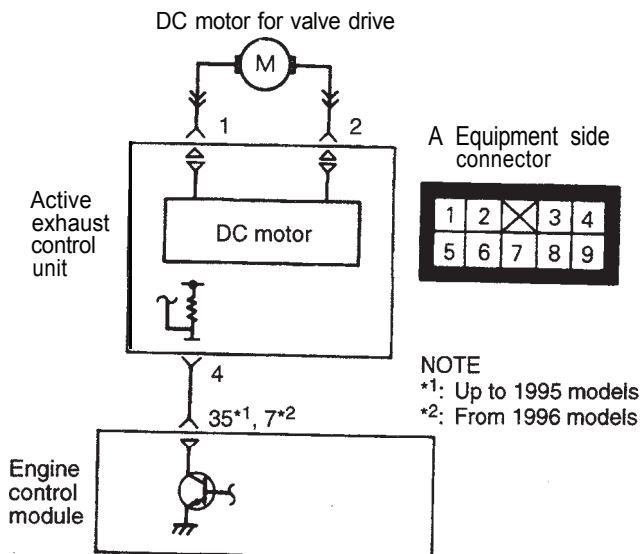 DC motor for valve drive
M
1
2
A Equipment side
connector
Active
exhaust
control
unit
DC motor
1 2 3 4
5 6 7 8 9
4
NOTE
*1: Up to 1995 models
*2: From 1996 models
35*1, 7*2
Engine
control
module